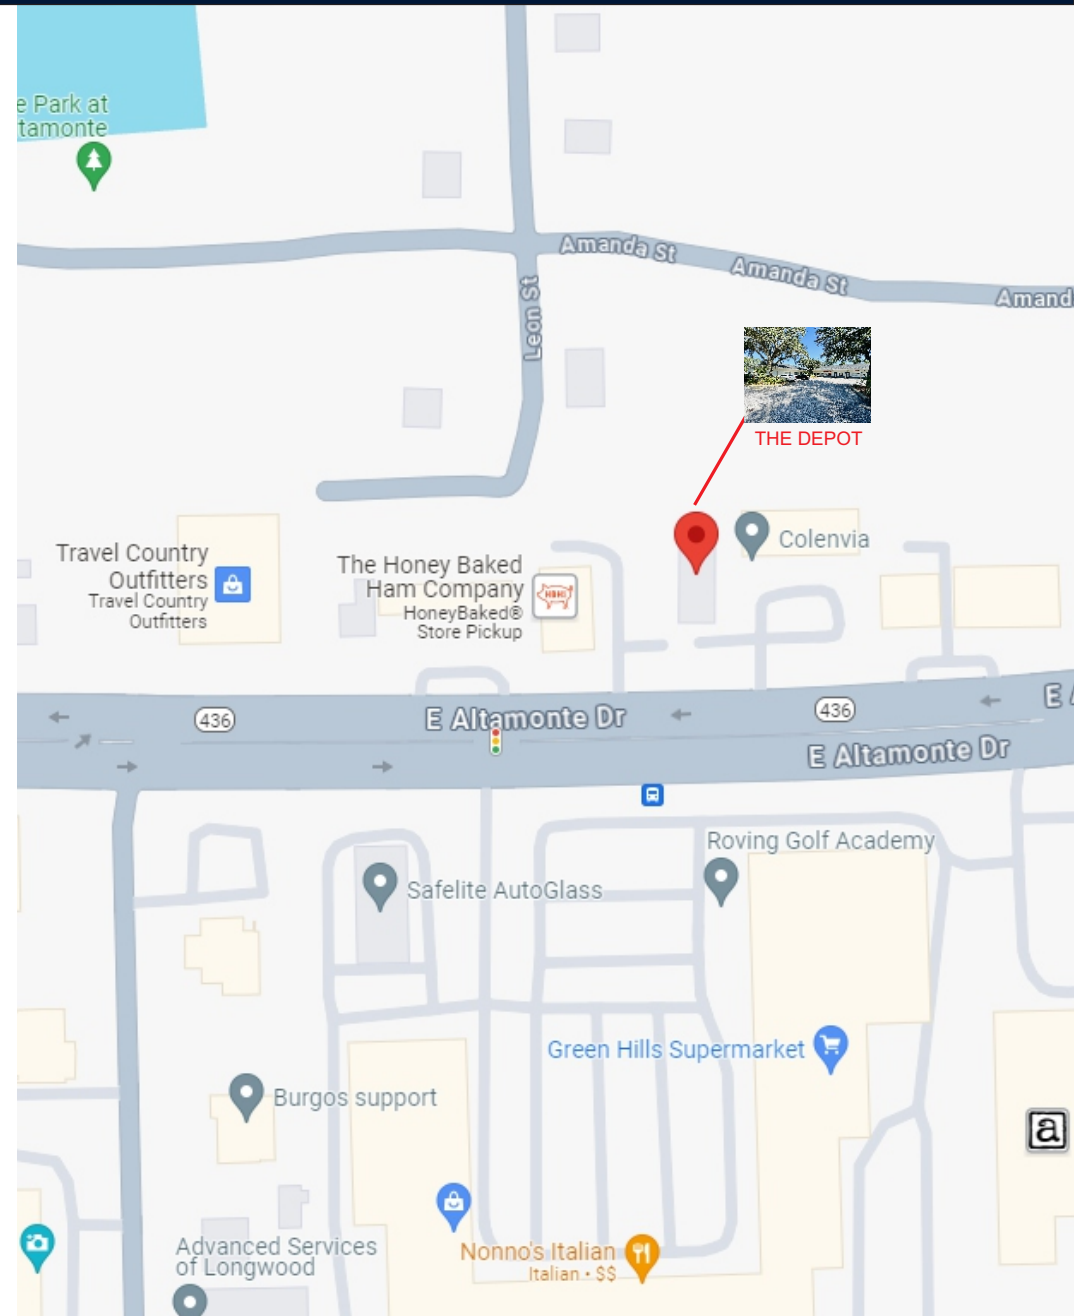 e Park at
tamonte
Amanda St
Amanda St
Amand
Leon St
THE DEPOT
Travel Country
Outfitters
Travel Country
Outfitters
The Honey Baked
Ham Company
HoneyBaked®
Store Pickup
HBHC
Colenvia
436
E Altamonte Dr
436
E A
E Altamonte Dr
Roving Golf Academy
Safelite AutoGlass
Green Hills Supermarket
Burgos support
a
Advanced Services
of Longwood
Nonno's Italian
Italian • $$